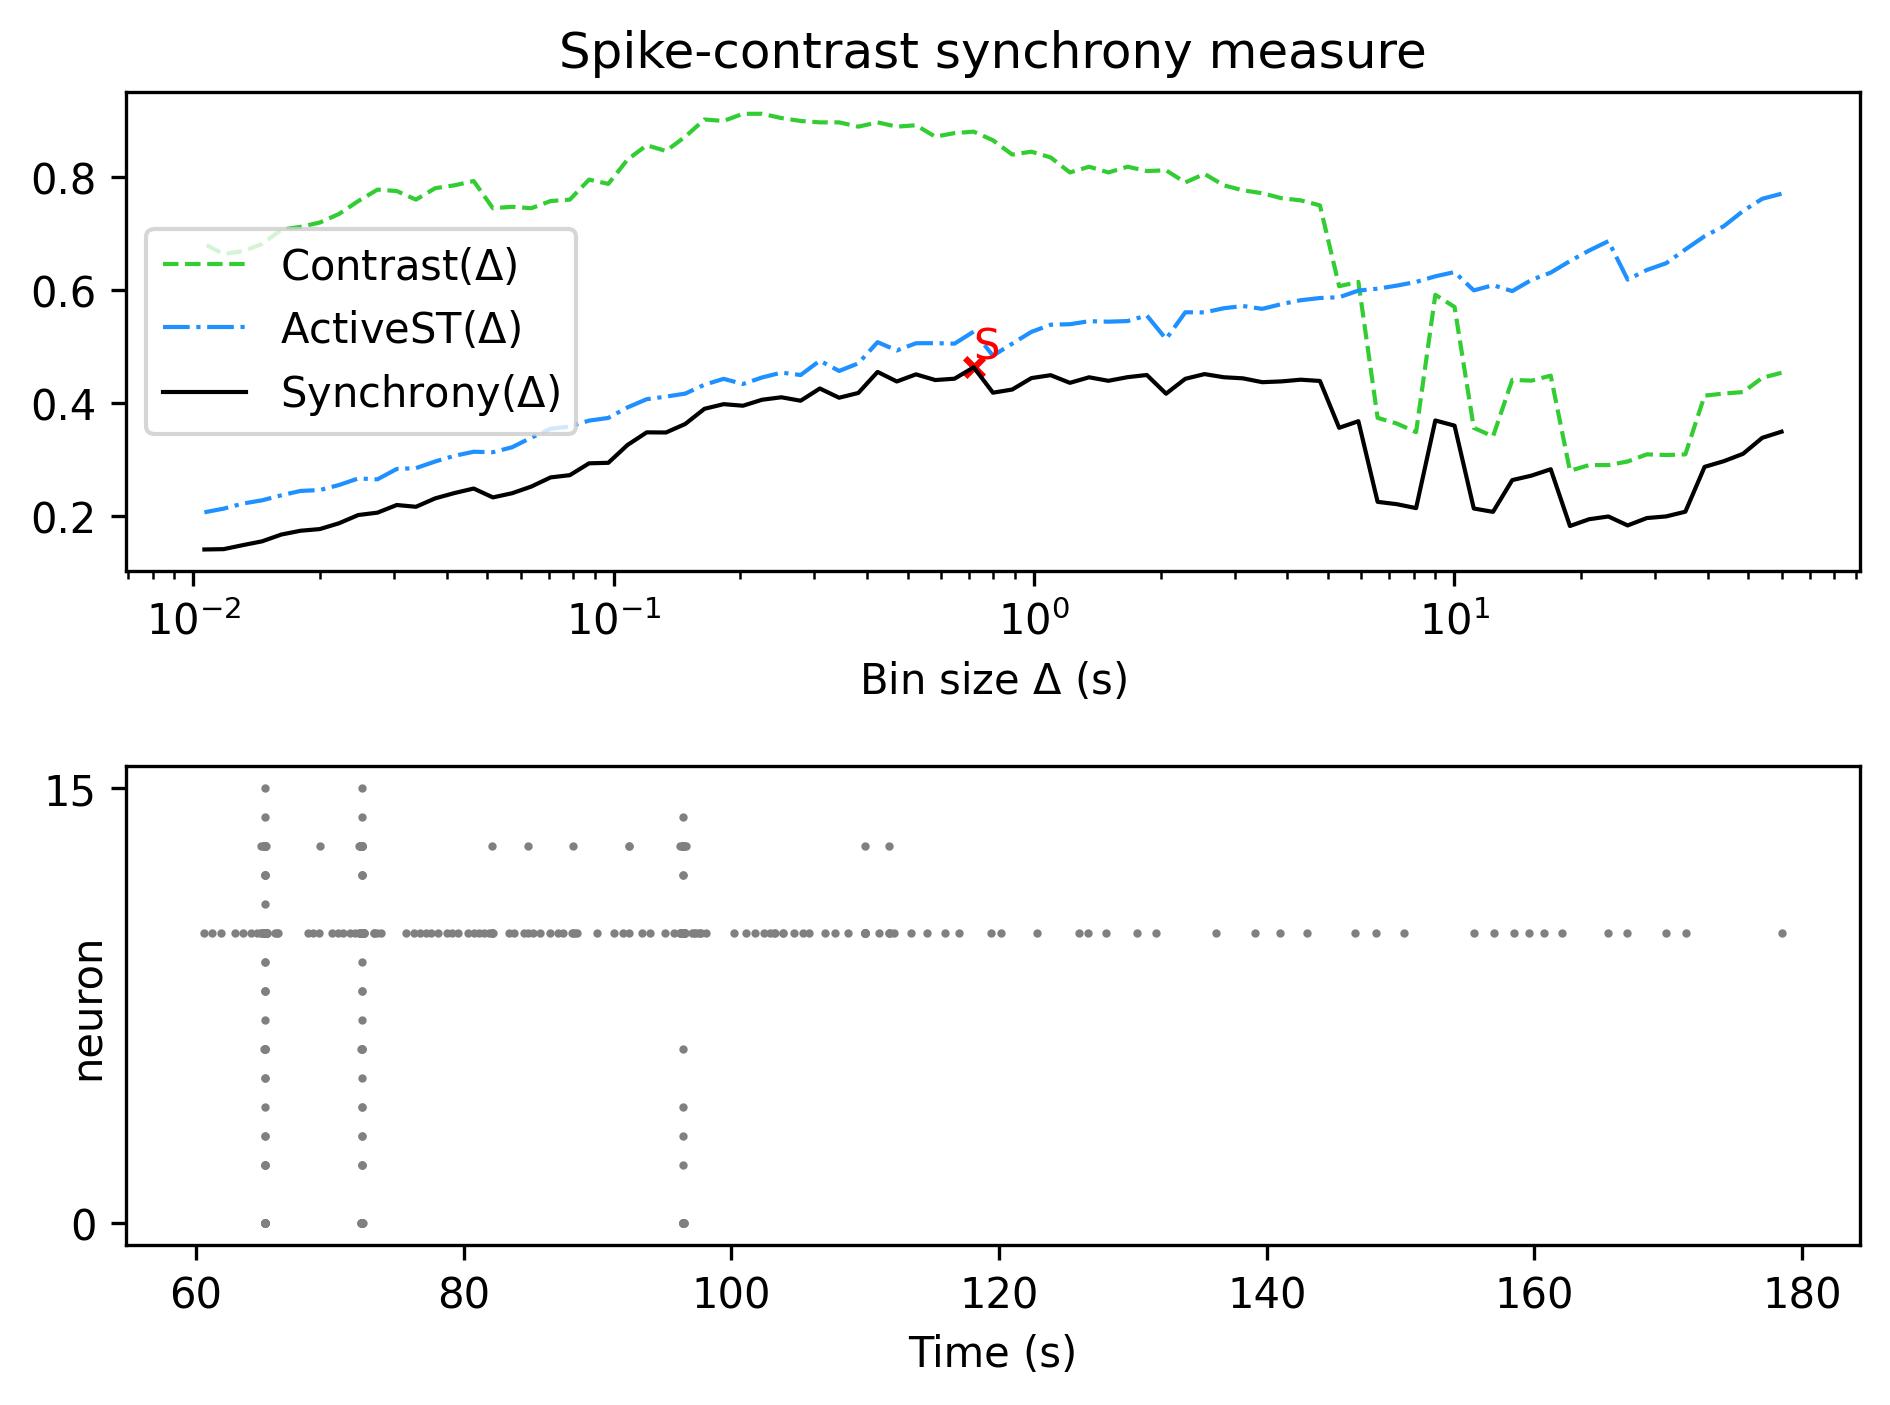 Spike-contrast synchrony measure
0.8
0.6
0.4
0.2
Contrast(Δ)
ActiveST(Δ)
Synchrony(Δ)
S
10⁻² 10⁻¹ 10⁰ 10¹
Bin size Δ (s)
15
0
neuron
60 80 100 120 140 160 180
Time (s)